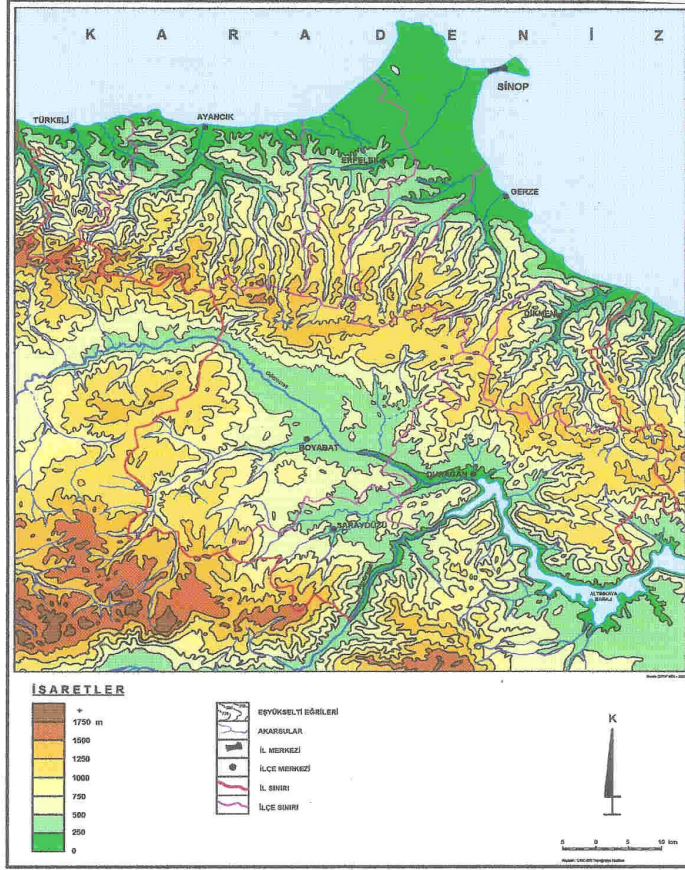 K A R A D E N İ Z
SİNOP
TÜRKELİ
AYANCIK
ERFELEK
GERZE
DİKMEN
Gökırmak
BOYABAT
DURAĞAN
SARAYDÜZÜ
ALTINKAYA
BARAJI
İŞARETLER
+
1750 m
1500
1250
1000
750
500
250
0
EŞYÜKSELTİ EĞRİLERİ
AKARSULAR
İL MERKEZİ
İLÇE MERKEZİ
İL SINIRI
İLÇE SINIRI
K
5 0 5 10 km